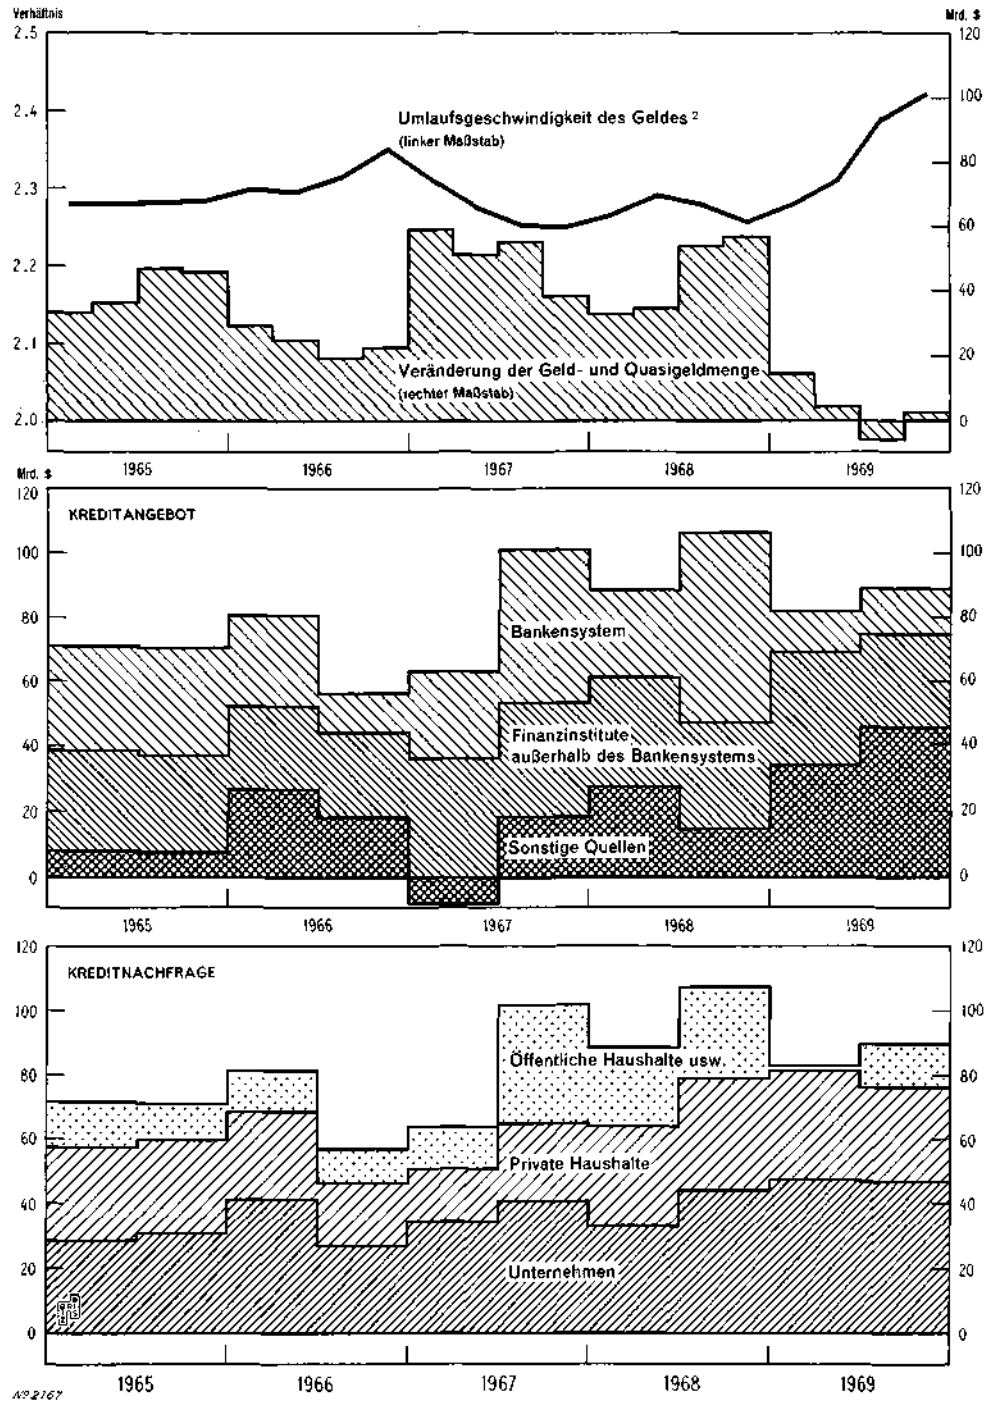 Verhältnis
Mrd. $
2.5
120
2.4
100
Umlaufsgeschwindigkeit des Geldes 2
(linker Maßstab)
80
2.3
60
2.2
40
2.1
20
Veränderung der Geld- und Quasigeldmenge
(rechter Maßstab)
2.0
0
1965 1966 1967 1968 1969
Mrd. $
120
120
KREDITANGEBOT
100
100
Bankensystem
80
80
60
60
Finanzinstitute
außerhalb des Bankensystems
40
40
20
20
Sonstige Quellen
0
0
1965 1966 1967 1968 1969
120
120
KREDITNACHFRAGE
100
100
Öffentliche Haushalte usw.
80
80
60
60
Private Haushalte
40
40
20
20
Unternehmen
0
0
1965 1966 1967 1968 1969
Nº 2167